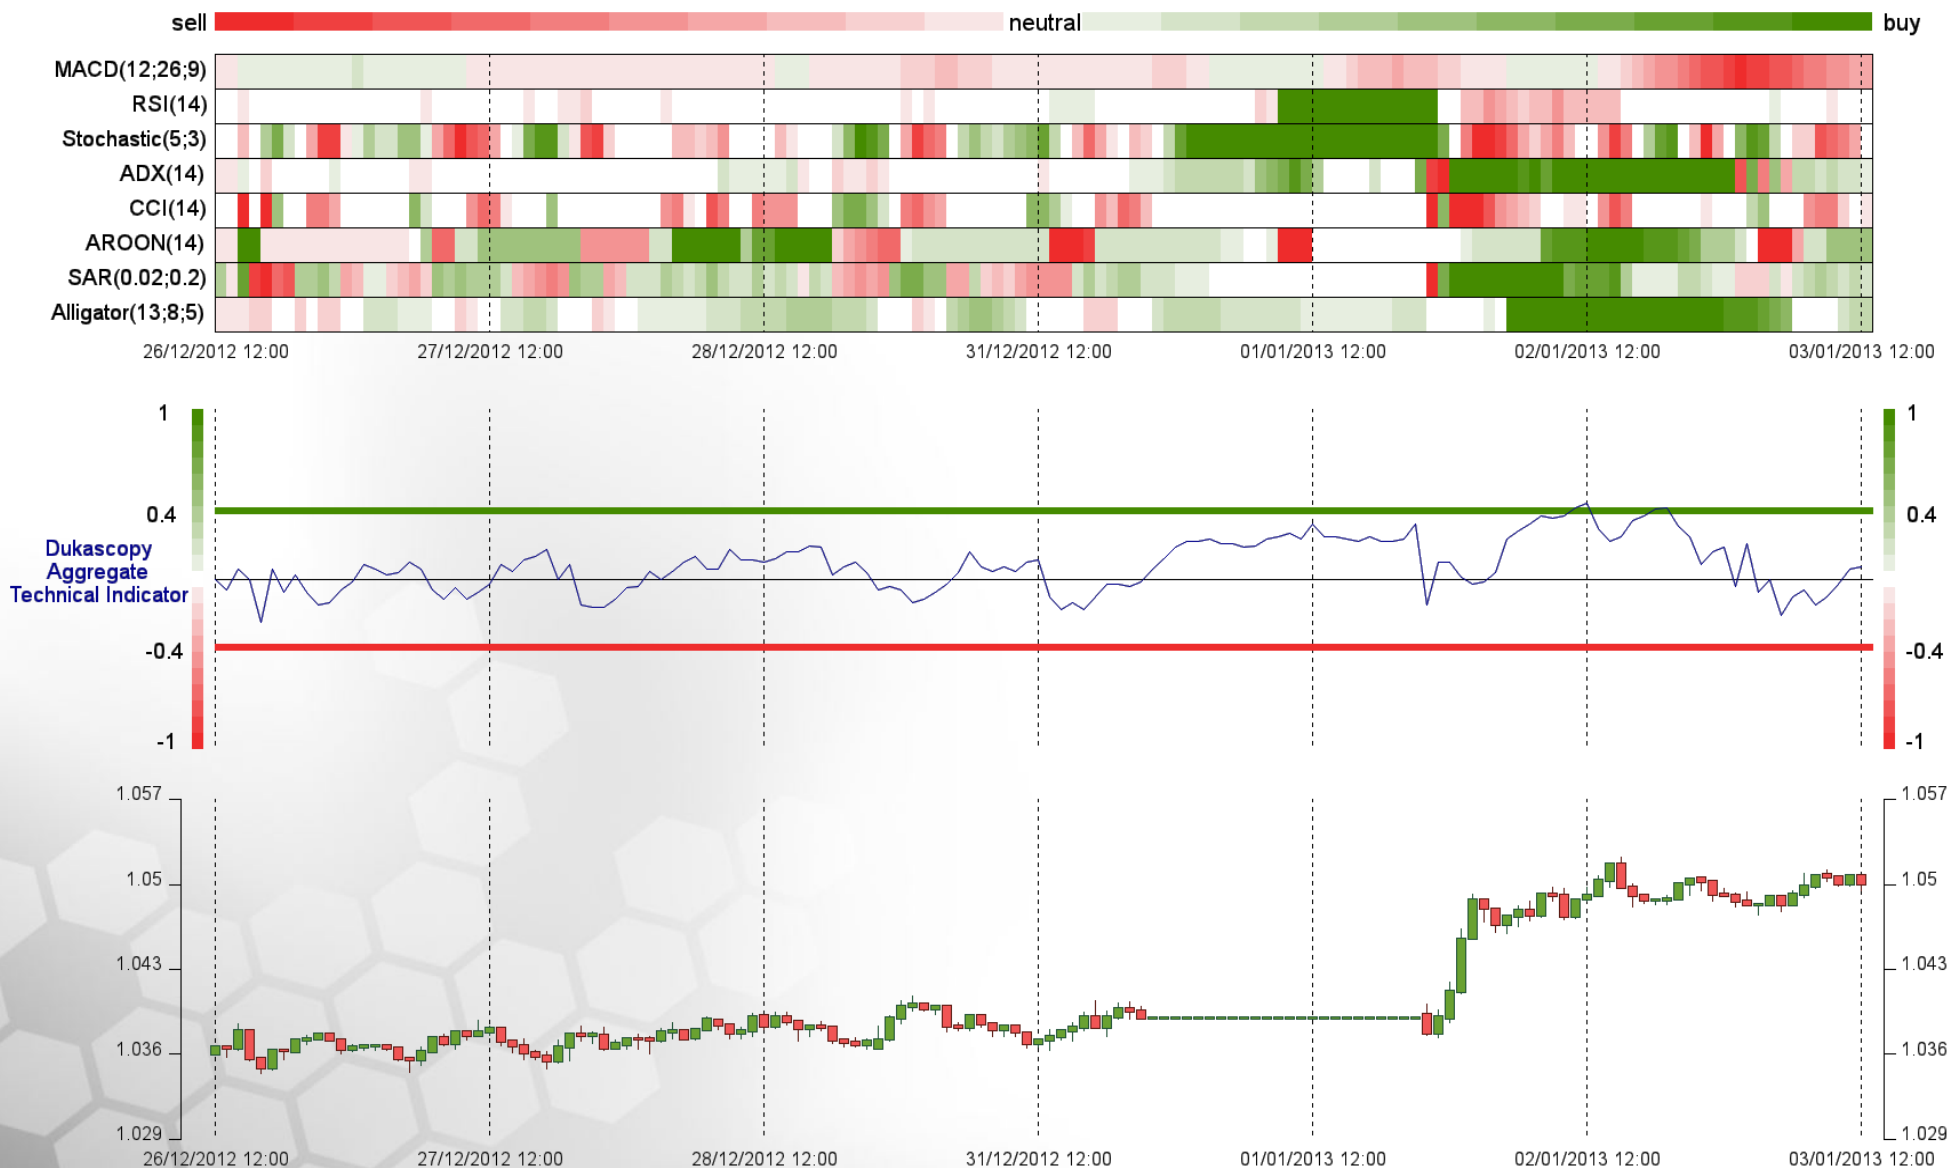 sell neutral buy
MACD(12;26;9)
RSI(14)
Stochastic(5;3)
ADX(14)
CCI(14)
AROON(14)
SAR(0.02;0.2)
Alligator(13;8;5)
26/12/2012 12:00 27/12/2012 12:00 28/12/2012 12:00 31/12/2012 12:00 01/01/2013 12:00 02/01/2013 12:00 03/01/2013 12:00
1 1
0.4 0.4
Dukascopy
Aggregate
Technical Indicator
-0.4 -0.4
-1 -1
1.057 1.057
1.05 1.05
1.043 1.043
1.036 1.036
1.029 1.029
26/12/2012 12:00 27/12/2012 12:00 28/12/2012 12:00 31/12/2012 12:00 01/01/2013 12:00 02/01/2013 12:00 03/01/2013 12:00